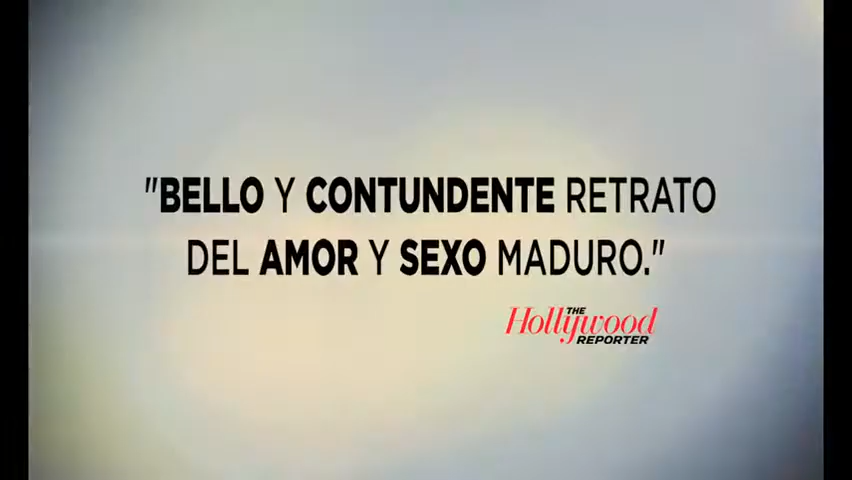 "BELLO Y CONTUNDENTE RETRATO
DEL AMOR Y SEXO MADURO."
THE
Hollywood
REPORTER